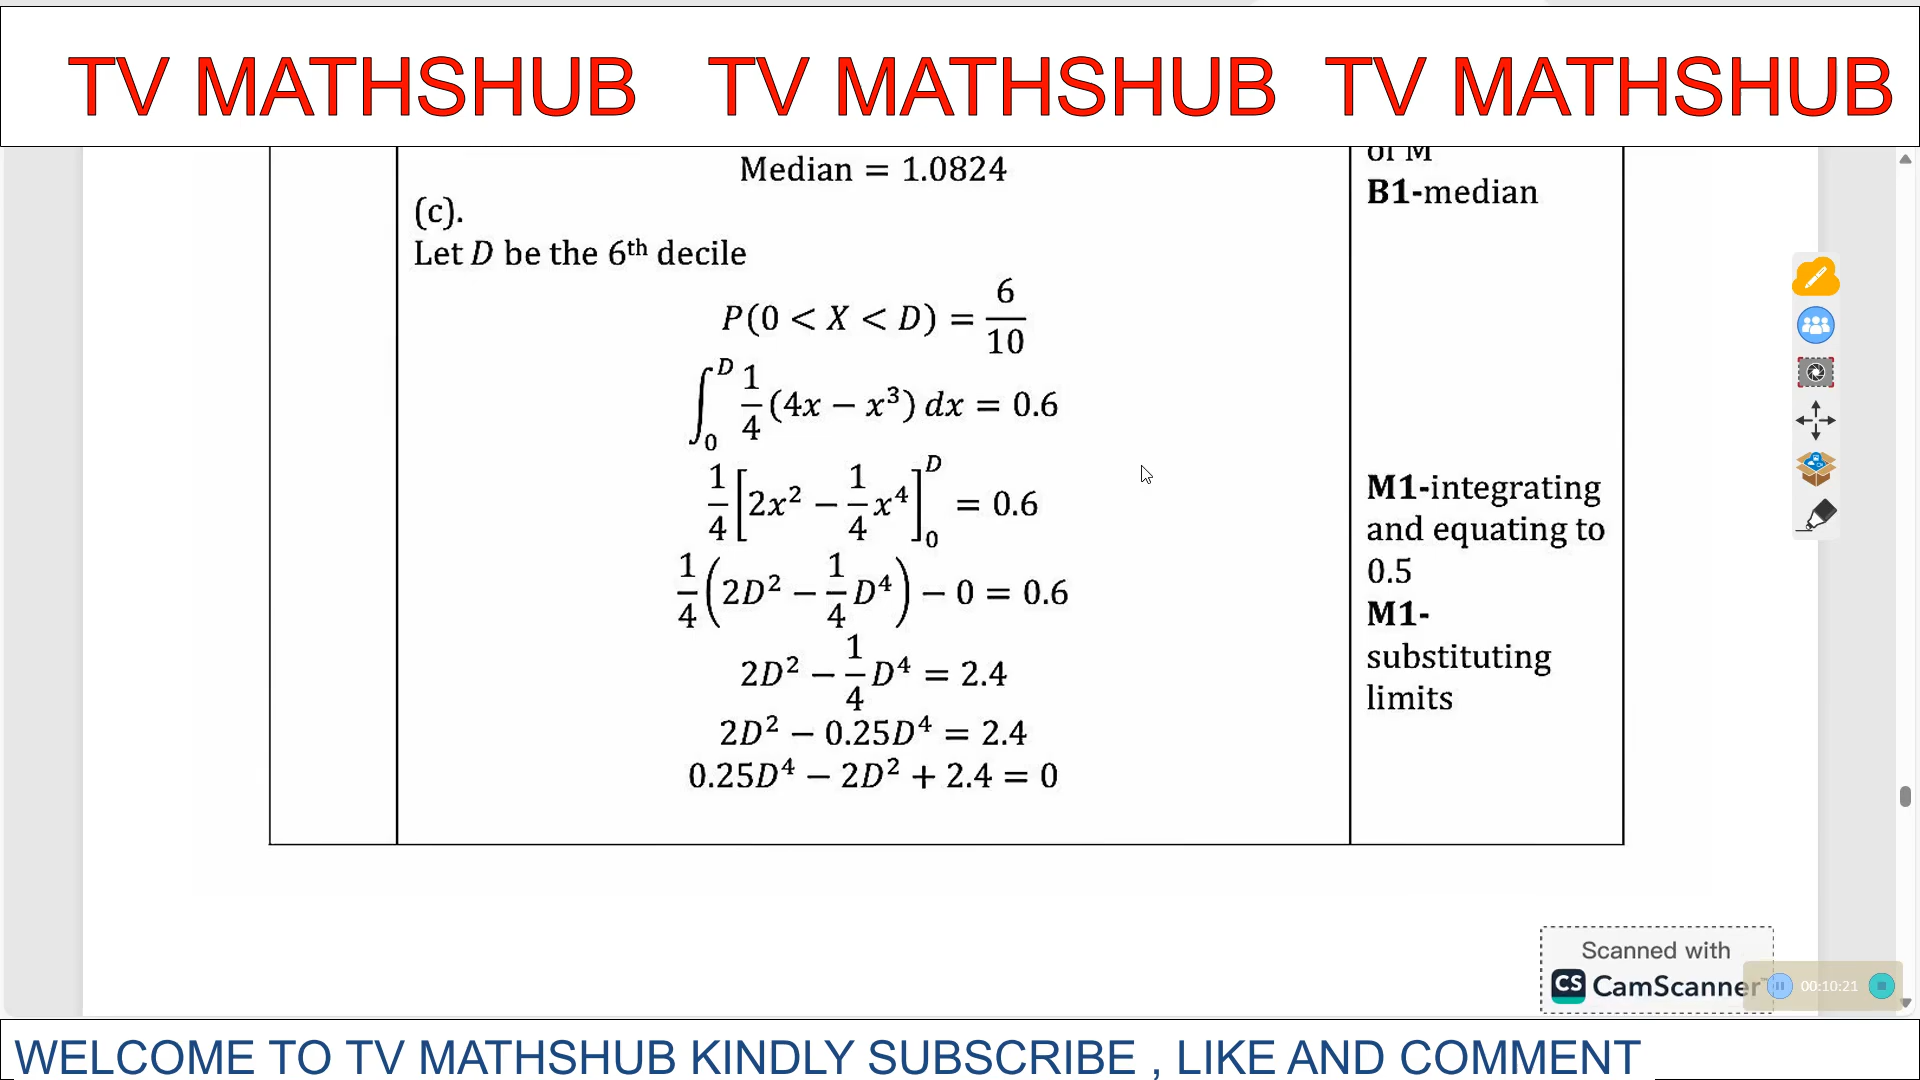 TV MATHSHUB TV MATHSHUB TV MATHSHUB
Median = 1.0824
of M
B1-median
(c).
Let D be the 6th decile
P(0 < X < D) = 6/10
∫₀ᴰ 1/4 (4x − x³) dx = 0.6
1/4 [2x² − 1/4 x⁴]₀ᴰ = 0.6
1/4 (2D² − 1/4 D⁴) − 0 = 0.6
2D² − 1/4 D⁴ = 2.4
2D² − 0.25D⁴ = 2.4
0.25D⁴ − 2D² + 2.4 = 0
M1-integrating
and equating to
0.5
M1-
substituting
limits
Scanned with
CS CamScanner
00:10:21
WELCOME TO TV MATHSHUB KINDLY SUBSCRIBE , LIKE AND COMMENT